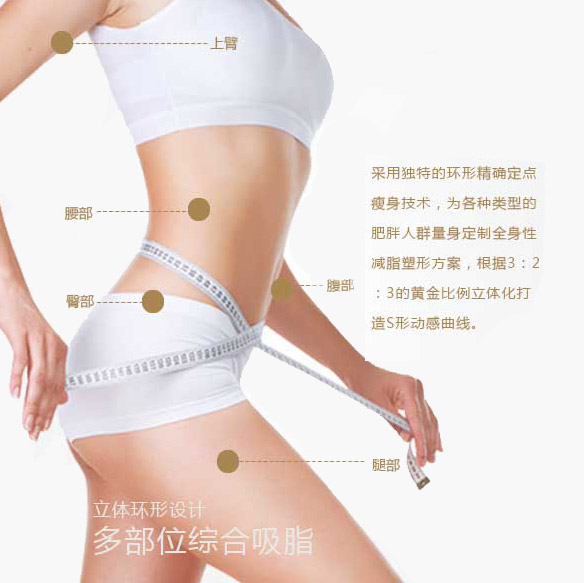 上臂
采用独特的环形精确定点
瘦身技术，为各种类型的
肥胖人群量身定制全身性
减脂塑形方案，根据3：2
：3的黄金比例立体化打
造S形动感曲线。
腰部
腹部
臀部
腿部
立体环形设计
多部位综合吸脂